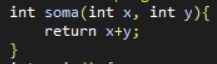 int soma(int x, int y){
    return x+y;
}